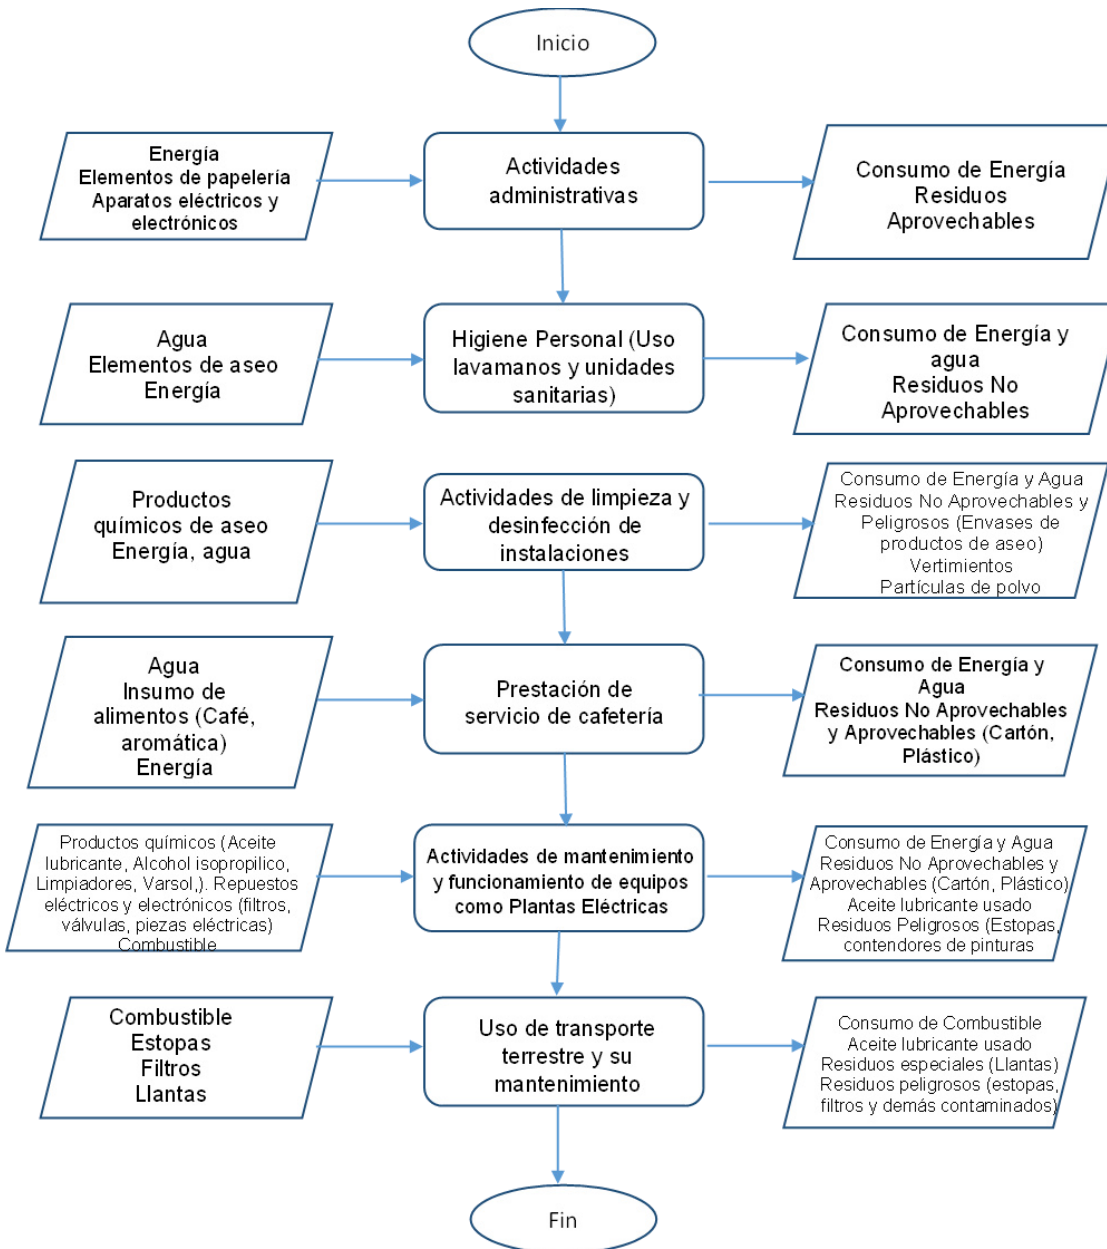 Inicio
Energía
Elementos de papelería
Aparatos eléctricos y
electrónicos
Actividades
administrativas
Consumo de Energía
Residuos
Aprovechables
Agua
Elementos de aseo
Energía
Higiene Personal (Uso
lavamanos y unidades
sanitarias)
Consumo de Energía y
agua
Residuos No
Aprovechables
Productos
químicos de aseo
Energía, agua
Actividades de limpieza y
desinfección de
instalaciones
Consumo de Energía y Agua
Residuos No Aprovechables y
Peligrosos (Envases de
productos de aseo)
Vertimientos
Partículas de polvo
Agua
Insumo de
alimentos (Café,
aromática)
Energía
Prestación de
servicio de cafetería
Consumo de Energía y
Agua
Residuos No Aprovechables
y Aprovechables (Cartón,
Plástico)
Productos químicos (Aceite
lubricante, Alcohol isopropilico,
Limpiadores, Varsol,). Repuestos
eléctricos y electrónicos (filtros,
válvulas, piezas eléctricas)
Combustible
Actividades de mantenimiento
y funcionamiento de equipos
como Plantas Eléctricas
Consumo de Energía y Agua
Residuos No Aprovechables y
Aprovechables (Cartón, Plástico)
Aceite lubricante usado
Residuos Peligrosos (Estopas,
contendores de pinturas
Combustible
Estopas
Filtros
Llantas
Uso de transporte
terrestre y su
mantenimiento
Consumo de Combustible
Aceite lubricante usado
Residuos especiales (Llantas)
Residuos peligrosos (estopas,
filtros y demás contaminados)
Fin